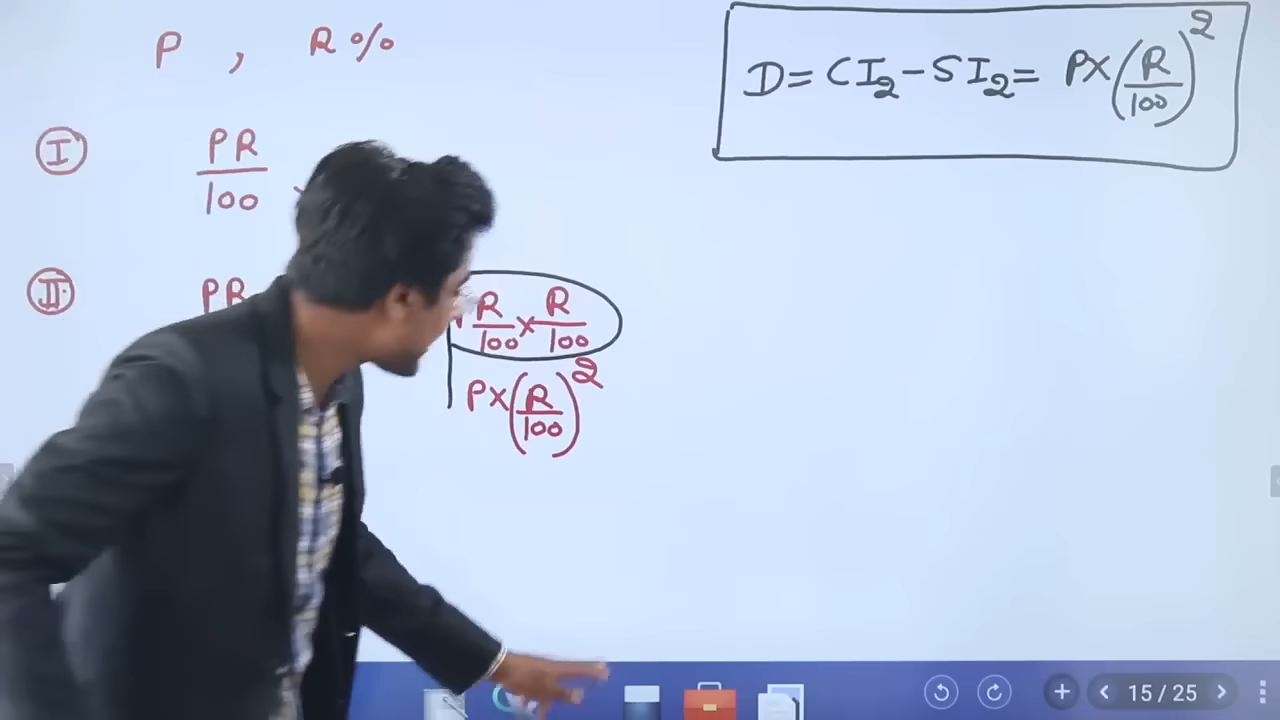 P , R%
D = CI₂ - SI₂ = P×(R/100)²
I PR/100
II PR R/100 × R/100
P×(R/100)²
15 / 25